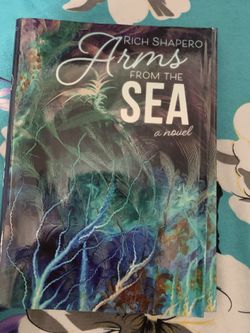 RICH SHAPERO
Arms
FROM THE
SEA
a novel